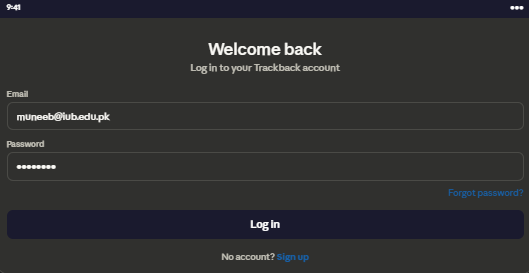 9:41
Welcome back
Log in to your Trackback account
Email
muneeb@iub.edu.pk
Password
••••••••
Forgot password?
Log in
No account? Sign up